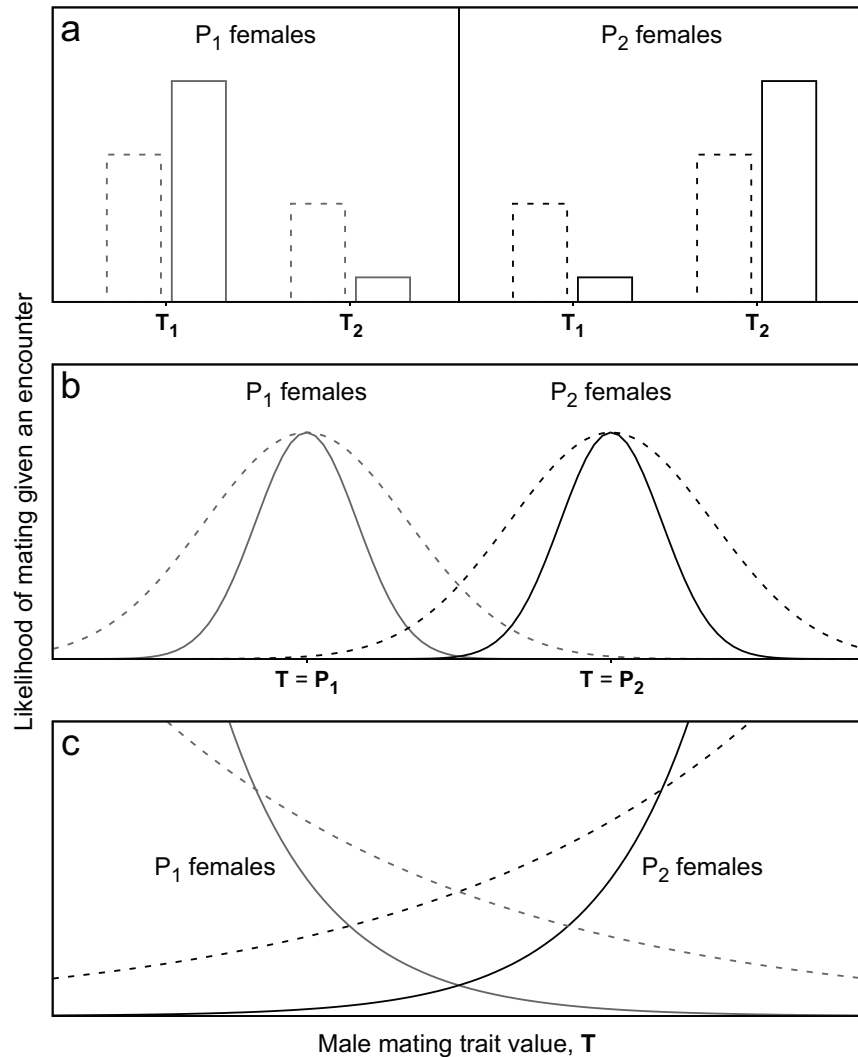 a
P1 females
P2 females
T1
T2
T1
T2
b
P1 females
P2 females
T = P1
T = P2
c
P1 females
P2 females
Likelihood of mating given an encounter
Male mating trait value, T